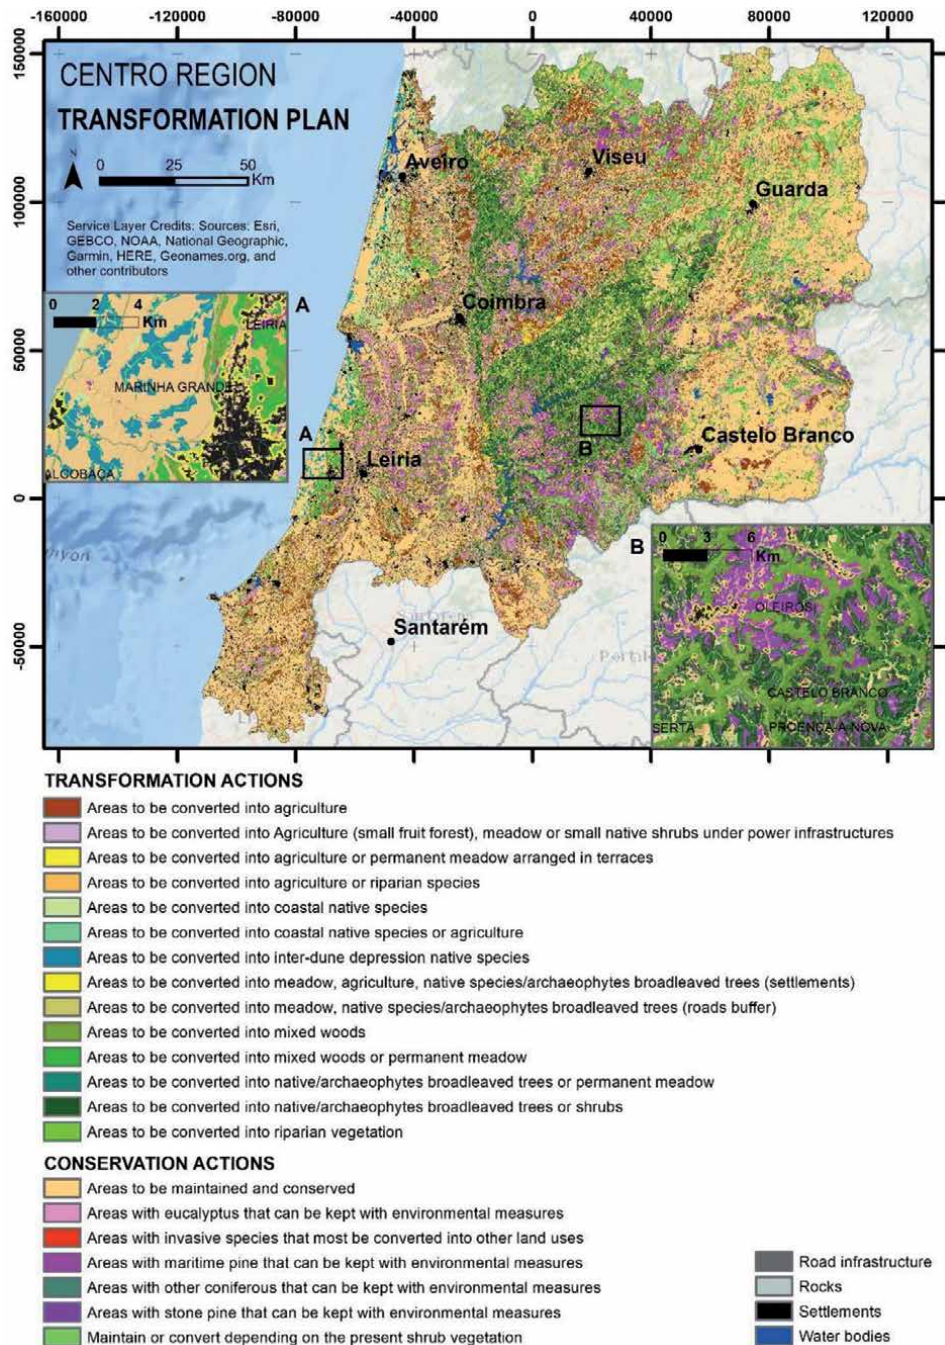 -160000 -120000 -80000 -40000 0 40000 80000 120000
150000
100000
50000
0
-50000
CENTRO REGION
TRANSFORMATION PLAN
N
0 25 50
Km
Service Layer Credits: Sources: Esri,
GEBCO, NOAA, National Geographic,
Garmin, HERE, Geonames.org, and
other contributors
Aveiro
Viseu
Guarda
Coimbra
Castelo Branco
Leiria
Santarém
A
B
A
0 2 4
Km
LEIRIA
MARINHA GRANDE
ALCOBAÇA
B
0 3 6
Km
OLEIROS
CASTELO BRANCO
SERTA
PROENÇA-A-NOVA
-160000 -120000 -80000 -40000 0 40000 80000 120000
TRANSFORMATION ACTIONS
Areas to be converted into agriculture
Areas to be converted into Agriculture (small fruit forest), meadow or small native shrubs under power infrastructures
Areas to be converted into agriculture or permanent meadow arranged in terraces
Areas to be converted into agriculture or riparian species
Areas to be converted into coastal native species
Areas to be converted into coastal native species or agriculture
Areas to be converted into inter-dune depression native species
Areas to be converted into meadow, agriculture, native species/archaeophytes broadleaved trees (settlements)
Areas to be converted into meadow, native species/archaeophytes broadleaved trees (roads buffer)
Areas to be converted into mixed woods
Areas to be converted into mixed woods or permanent meadow
Areas to be converted into native/archaeophytes broadleaved trees or permanent meadow
Areas to be converted into native/archaeophytes broadleaved trees or shrubs
Areas to be converted into riparian vegetation
CONSERVATION ACTIONS
Areas to be maintained and conserved
Areas with eucalyptus that can be kept with environmental measures
Areas with invasive species that most be converted into other land uses
Areas with maritime pine that can be kept with environmental measures
Areas with other coniferous that can be kept with environmental measures
Areas with stone pine that can be kept with environmental measures
Maintain or convert depending on the present shrub vegetation
Road infrastructure
Rocks
Settlements
Water bodies